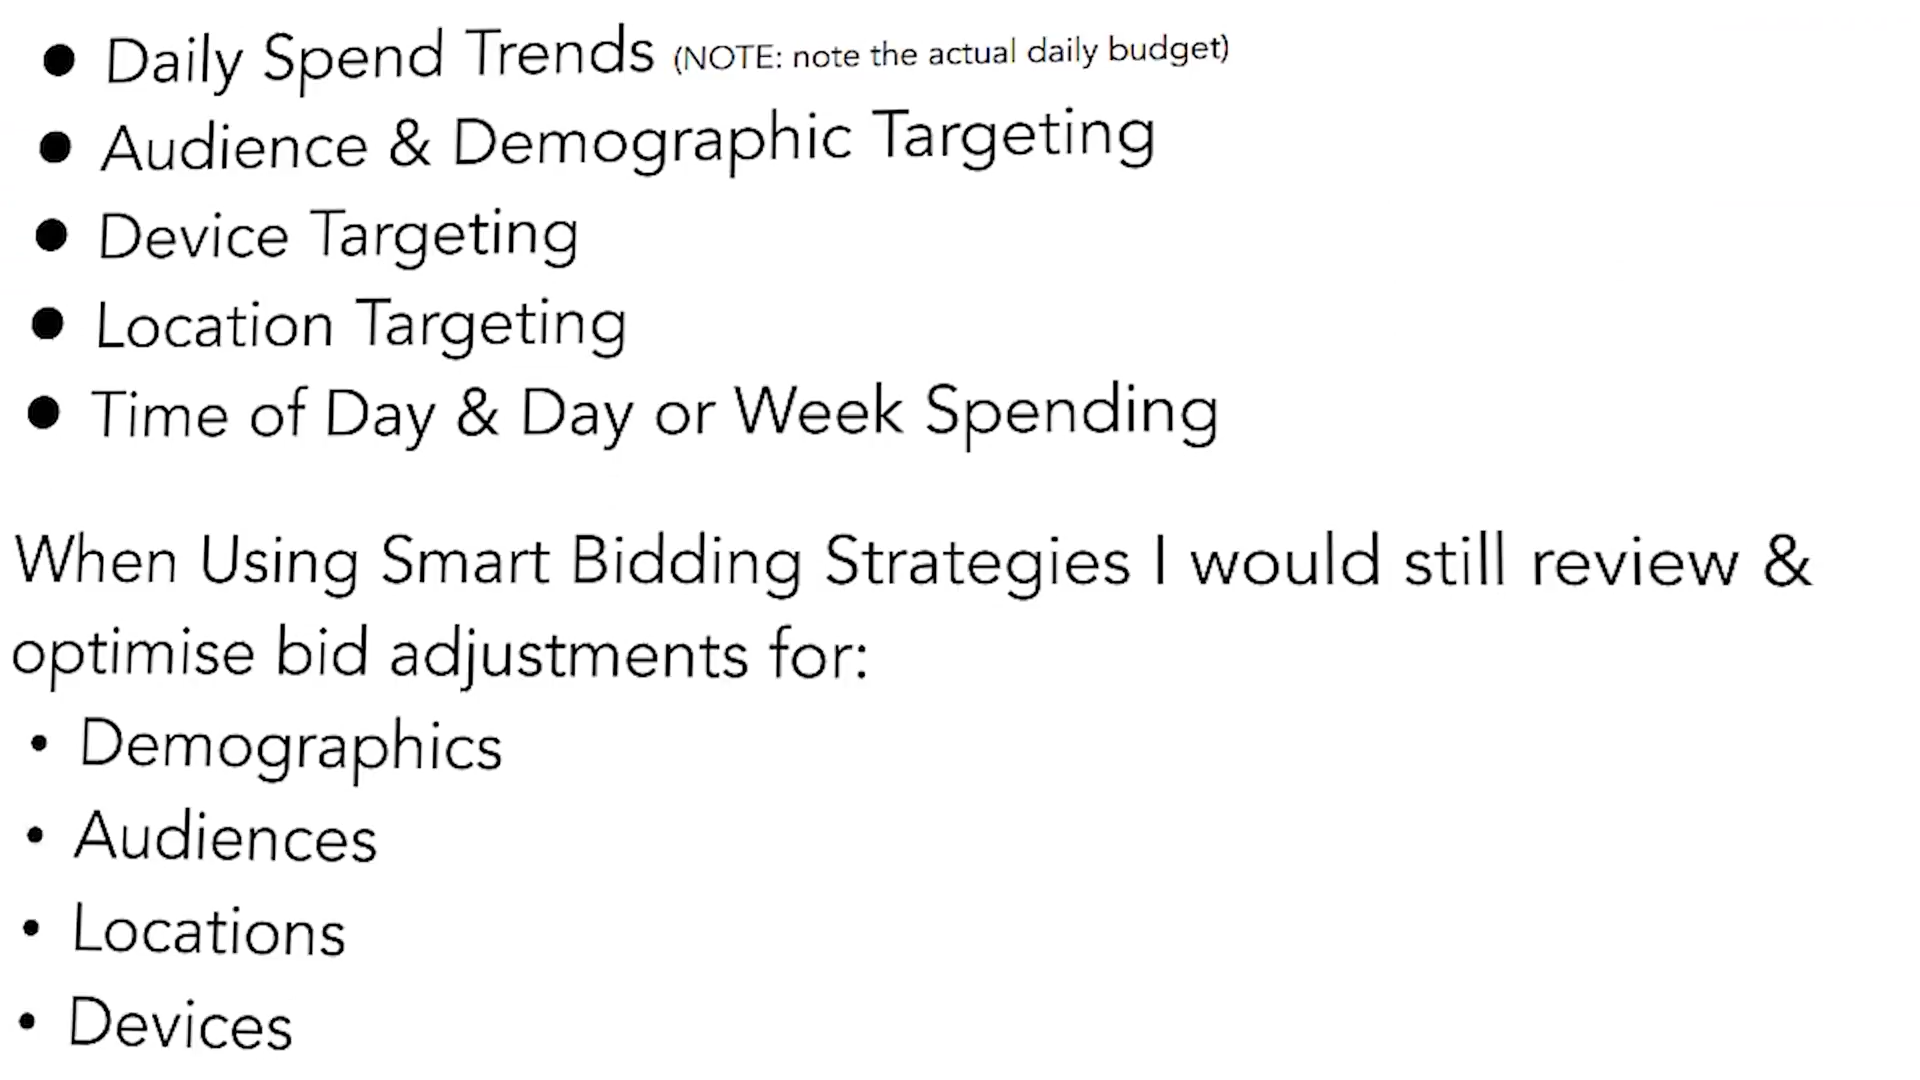 ● Daily Spend Trends (NOTE: note the actual daily budget)
● Audience & Demographic Targeting
● Device Targeting
● Location Targeting
● Time of Day & Day or Week Spending
When Using Smart Bidding Strategies I would still review &
optimise bid adjustments for:
• Demographics
• Audiences
• Locations
• Devices